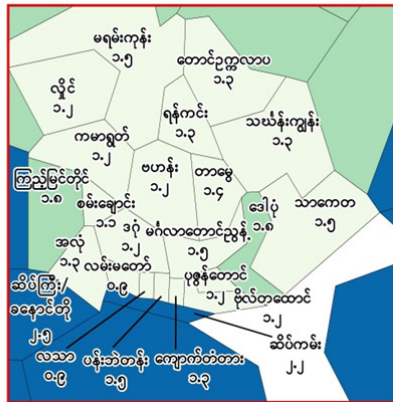 မရမ်းကုန်း
၁.၅
တောင်ဥက္ကလာပ
၁.၃
လှိုင်
၁.၂
ရန်ကင်း
၁.၃
သင်္ဃန်းကျွန်း
၁.၃
ကမာရွတ်
၁.၂
ဗဟန်း
၁.၂
တာမွေ
၁.၄
ကြည့်မြင်တိုင်
၁.၈
စမ်းချောင်း
၁.၁
ဒဂုံ
၁.၂
မင်္ဂလာတောင်ညွန့်
၁.၅
ဒေါပုံ
၁.၈
သာကေတ
၁.၅
အလုံ
၁.၃
လမ်းမတော်
၀.၉
ပုဇွန်တောင်
၁.၂
ဗိုလ်တထောင်
၁.၂
ဆိပ်ကြီး/
ခနောင်တို
၂.၅
ဆိပ်ကမ်း
၂.၂
လသာ
၀.၉
ပန်းဘဲတန်း
၁.၅
ကျောက်တံတား
၁.၃